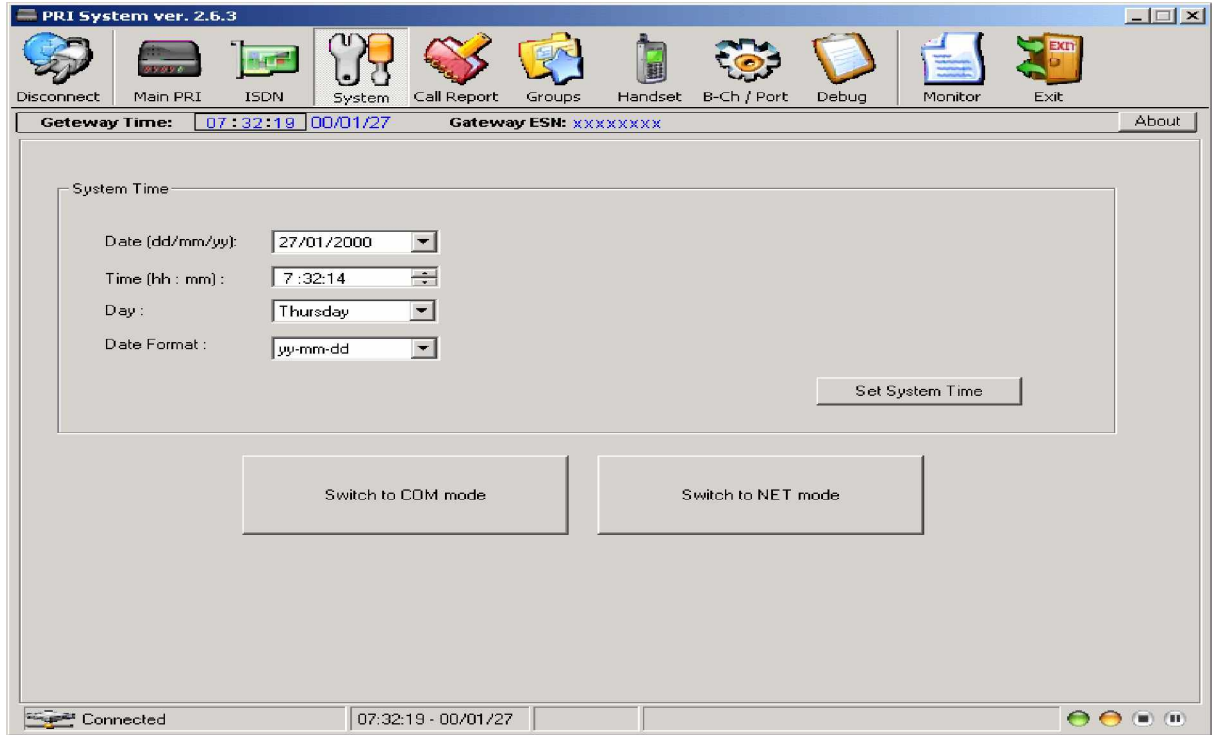 PRI System ver. 2.6.3
Disconnect Main PRI ISDN System Call Report Groups Handset B-Ch / Port Debug Monitor EXIT Exit
Geteway Time: 07:32:19 00/01/27 Gateway ESN: xxxxxxxx About
System Time
Date (dd/mm/yy): 27/01/2000
Time (hh : mm) : 7 :32:14
Day : Thursday
Date Format : yy-mm-dd
Set System Time
Switch to COM mode Switch to NET mode
Connected 07:32:19 - 00/01/27